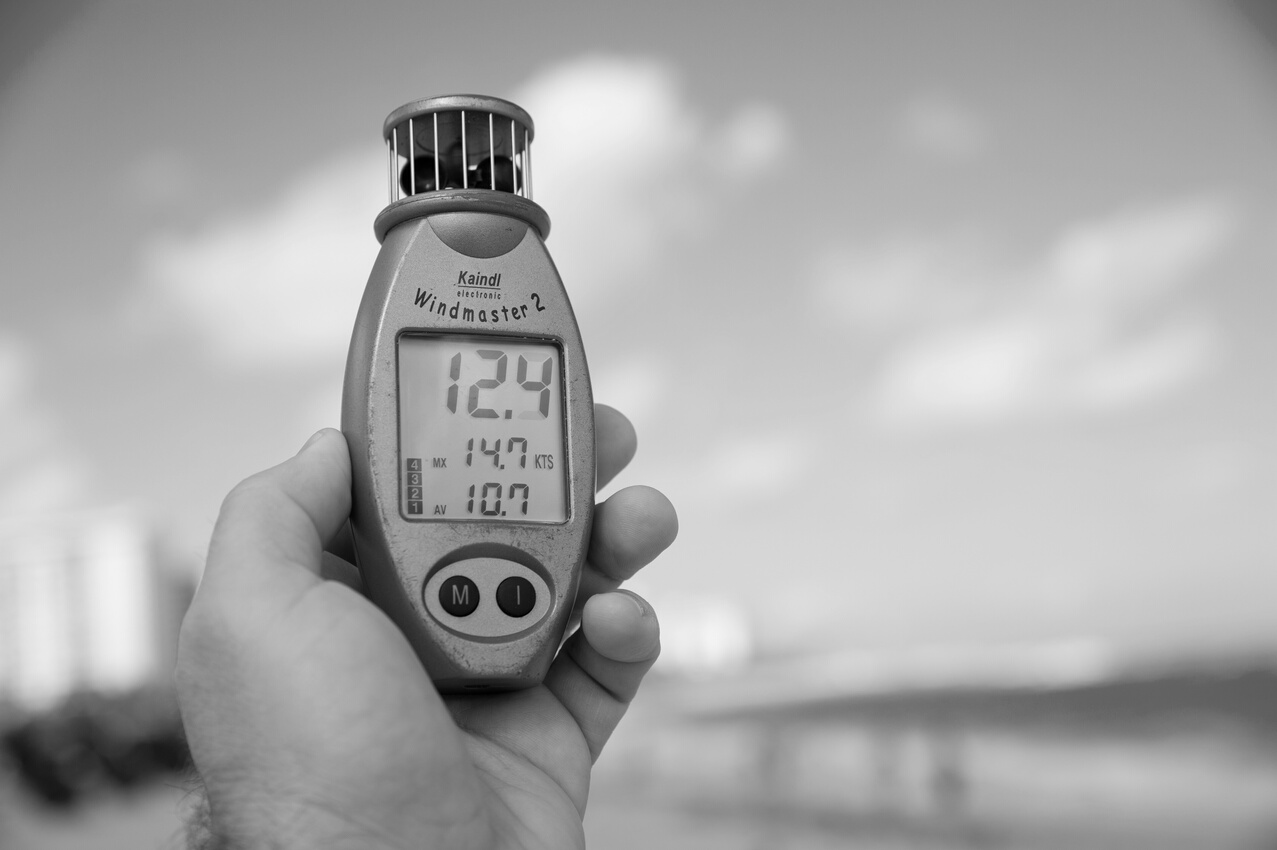 Kaindl
electronic
Windmaster 2
12.4
MX 14.7 KTS
4
3
2
1 AV 10.7
M I